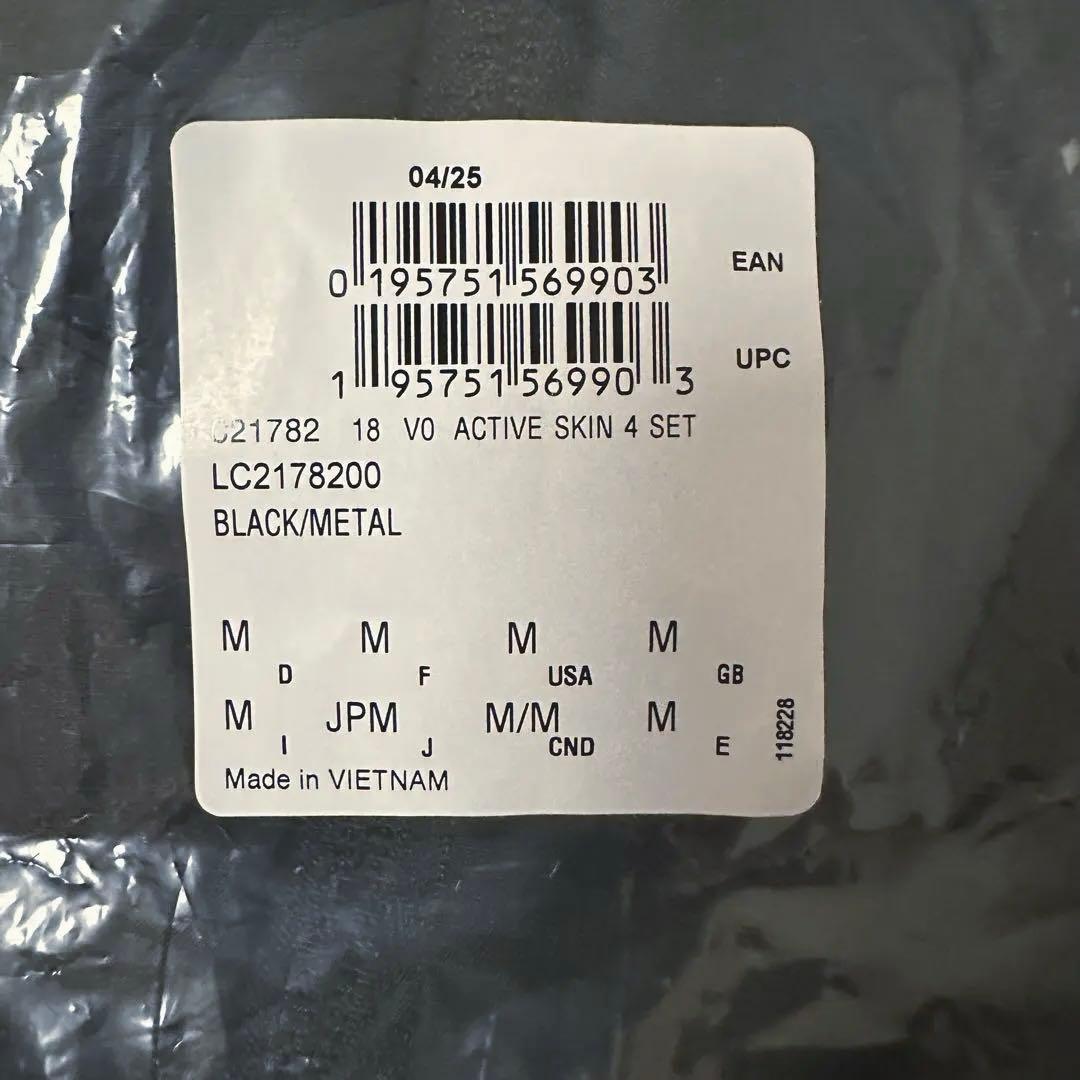 04/25
0 195751 569903
EAN
1 95751 56990 3
UPC
C21782 18 V0 ACTIVE SKIN 4 SET
LC2178200
BLACK/METAL
M M M M
D F USA GB
M JPM M/M M
I J CND E
118228
Made in VIETNAM